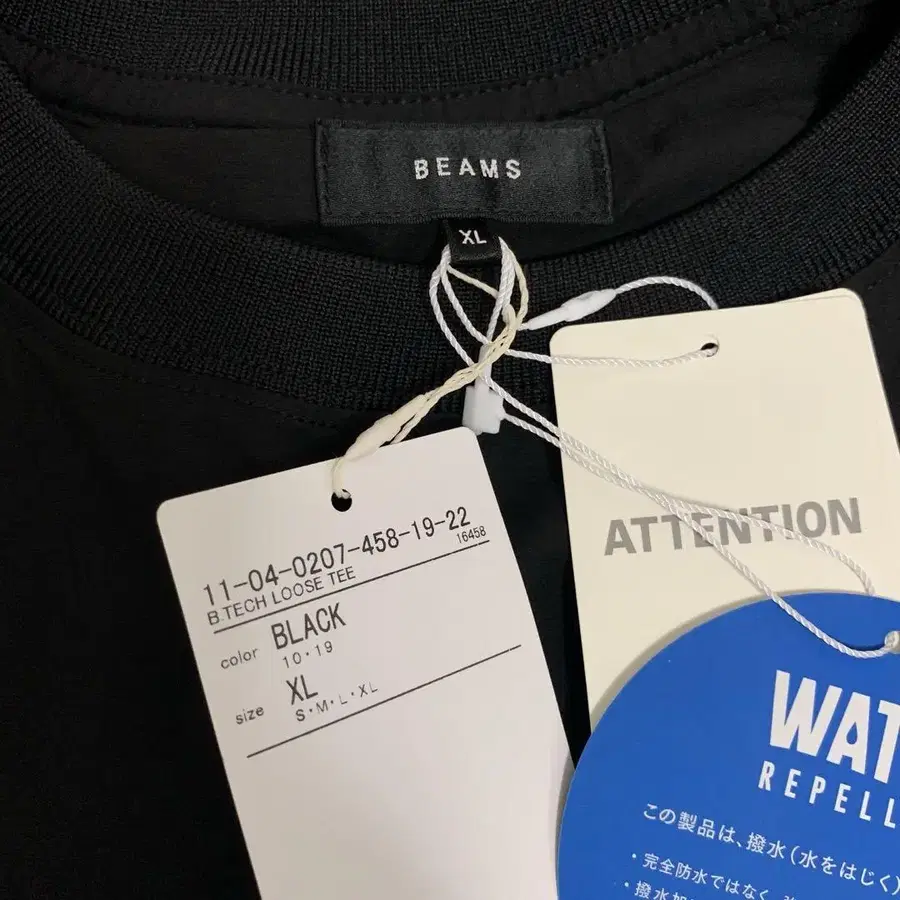 BEAMS
XL
11-04-0207-458-19-22
16458
B.TECH LOOSE TEE
color BLACK
10・19
size XL
S・M・L・XL
ATTENTION
WAT
REPELL
この製品は、撥水(水をはじく)
・完全防水ではなく、
・撥水加